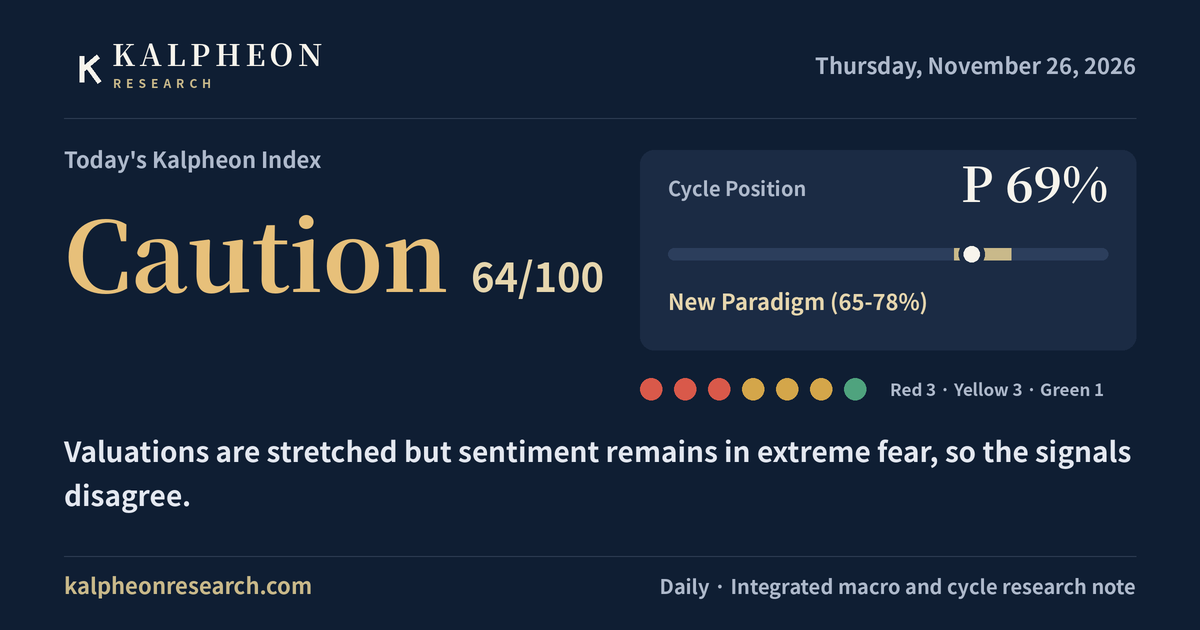 K KALPHEON
RESEARCH
Thursday, November 26, 2026
Today's Kalpheon Index
Caution 64/100
Cycle Position P 69%
New Paradigm (65-78%)
Red 3 · Yellow 3 · Green 1
Valuations are stretched but sentiment remains in extreme fear, so the signals
disagree.
kalpheonresearch.com
Daily · Integrated macro and cycle research note